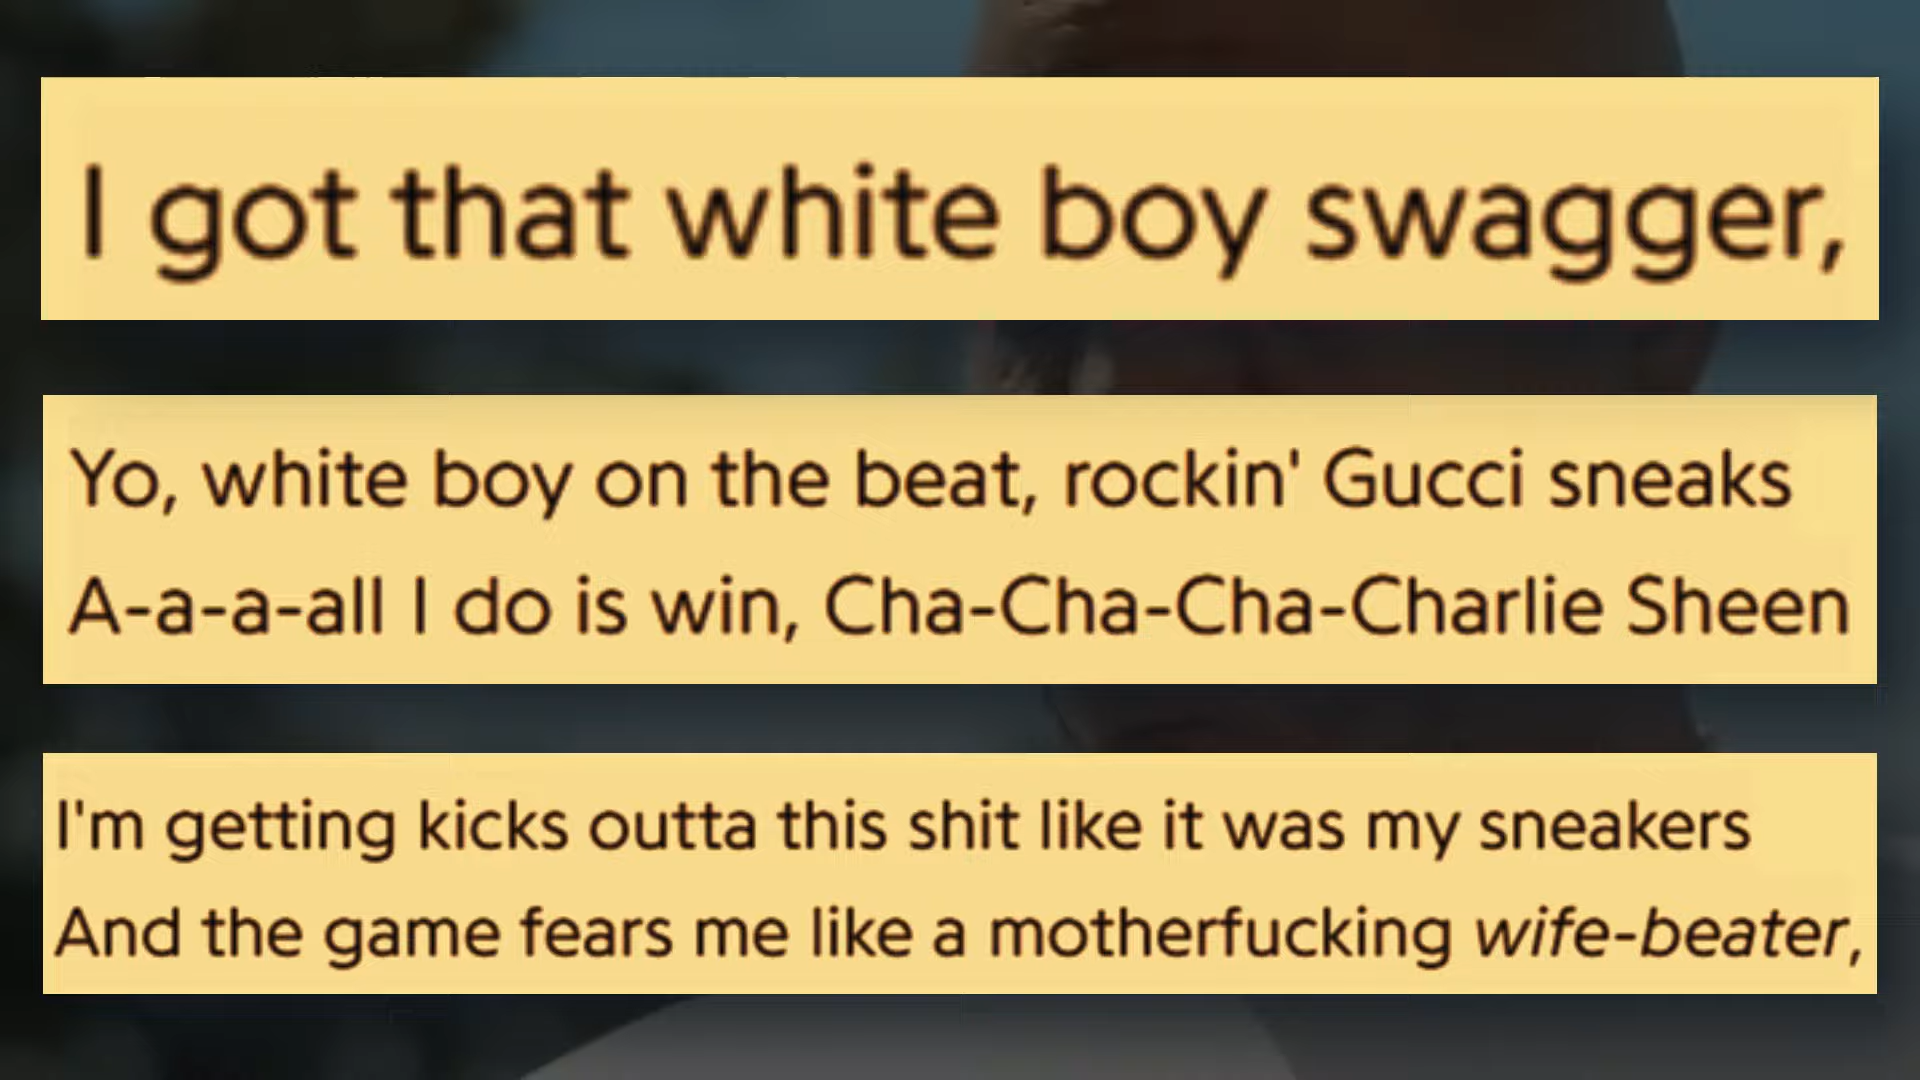 I got that white boy swagger,
Yo, white boy on the beat, rockin' Gucci sneaks
A-a-a-all I do is win, Cha-Cha-Cha-Charlie Sheen
I'm getting kicks outta this shit like it was my sneakers
And the game fears me like a motherfucking wife-beater,